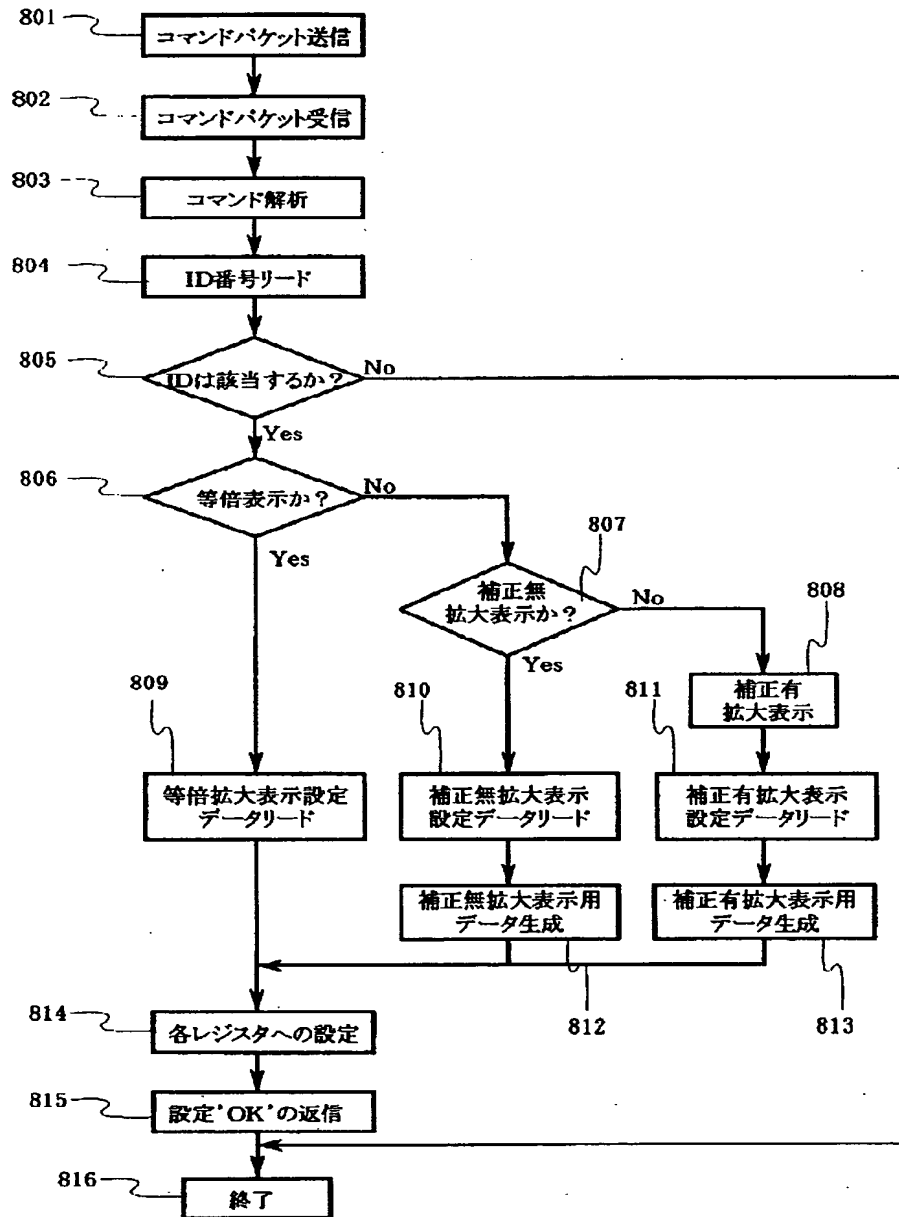 801
コマンドパケット送信
802
コマンドパケット受信
803
コマンド解析
804
ID番号リード
805
IDは該当するか？
No
Yes
806
等倍表示か？
No
Yes
807
補正無
拡大表示か？
No
Yes
808
補正有
拡大表示
809
等倍拡大表示設定
データリード
810
補正無拡大表示
設定データリード
811
補正有拡大表示
設定データリード
補正無拡大表示用
データ生成
812
補正有拡大表示用
データ生成
813
814
各レジスタへの設定
815
設定'OK'の返信
816
終了